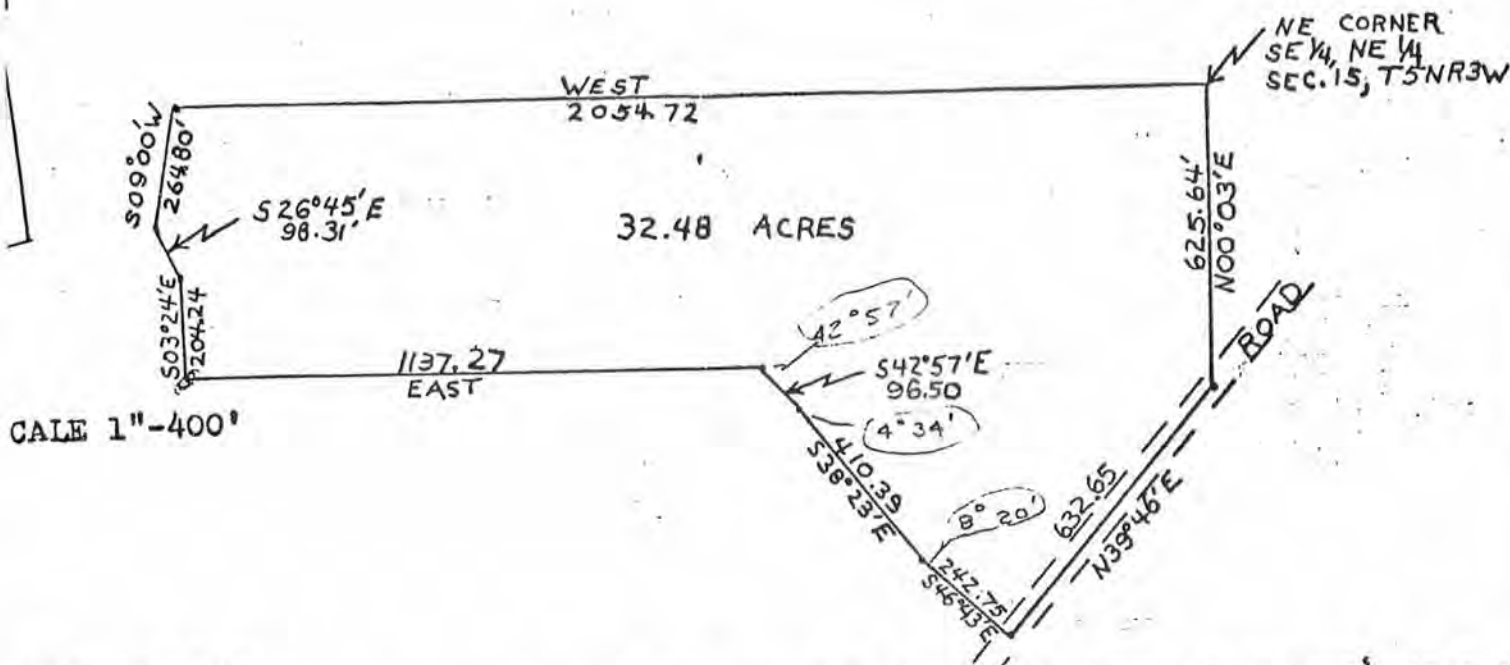 NE CORNER
SE 1/4, NE 1/4
SEC. 15, T5NR3W
WEST
2054.72
S09°00'W
264.80'
S26°45'E
98.31'
32.48 ACRES
625.64'
N00°03'E
S03°24'E
204.24
1137.27
EAST
42°57'
S42°57'E
96.50
4°34'
410.39
S38°23'E
8°20'
242.75
S46°43'E
632.65
N39°46'E
ROAD
CALE 1"-400'